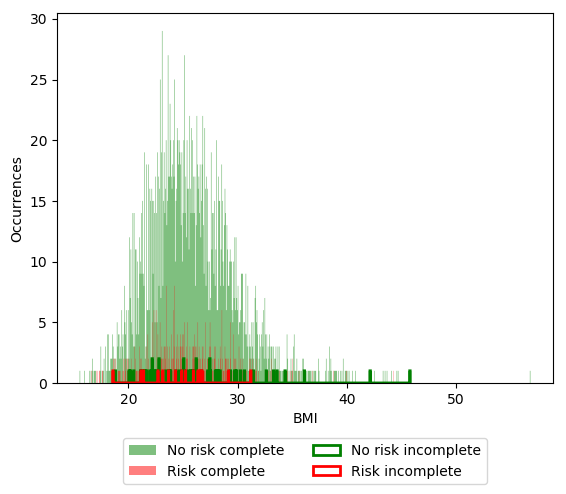 30
25
20
15
10
5
0
Occurrences
20 30 40 50
BMI
No risk complete No risk incomplete
Risk complete Risk incomplete